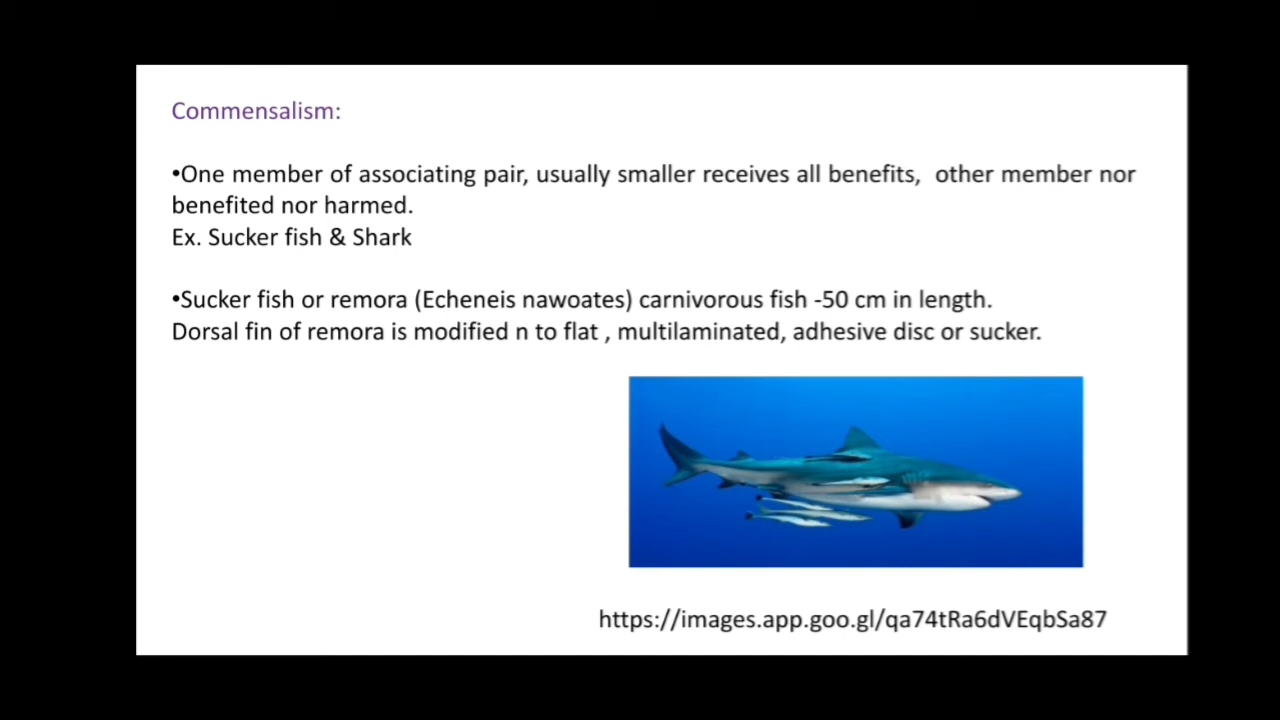 Commensalism:
•One member of associating pair, usually smaller receives all benefits, other member nor
benefited nor harmed.
Ex. Sucker fish & Shark
•Sucker fish or remora (Echeneis nawoates) carnivorous fish -50 cm in length.
Dorsal fin of remora is modified n to flat , multilaminated, adhesive disc or sucker.
https://images.app.goo.gl/qa74tRa6dVEqbSa87